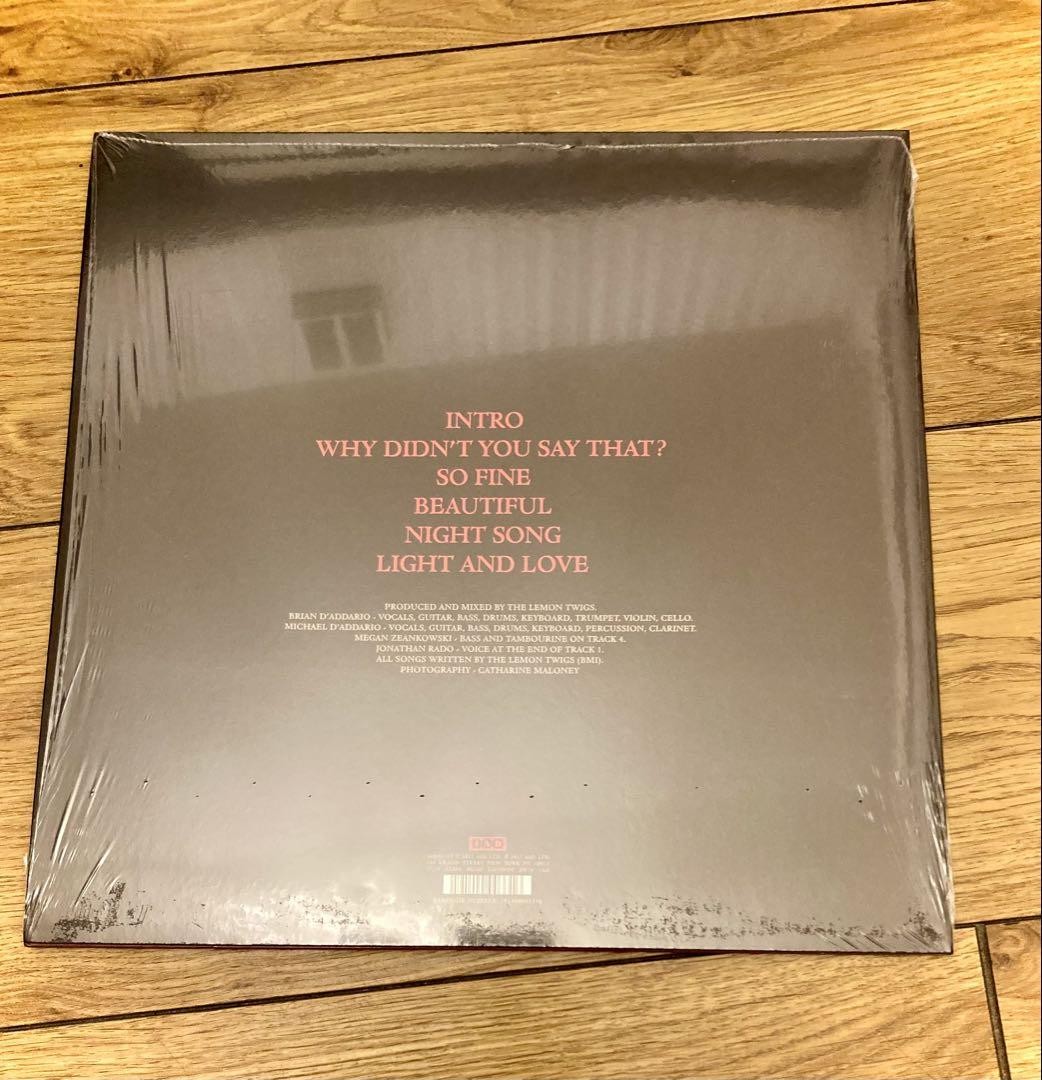 INTRO
WHY DIDN'T YOU SAY THAT?
SO FINE
BEAUTIFUL
NIGHT SONG
LIGHT AND LOVE
PRODUCED AND MIXED BY THE LEMON TWIGS.
BRIAN D'ADDARIO - VOCALS, GUITAR, BASS, DRUMS, KEYBOARD, TRUMPET, VIOLIN, CELLO.
MICHAEL D'ADDARIO - VOCALS, GUITAR, BASS, DRUMS, KEYBOARD, PERCUSSION, CLARINET.
MEGAN ZEANKOWSKI - BASS AND TAMBOURINE ON TRACK 4.
JONATHAN RADO - VOICE AT THE END OF TRACK 1.
ALL SONGS WRITTEN BY THE LEMON TWIGS (BMI).
PHOTOGRAPHY - CATHARINE MALONEY
4AD